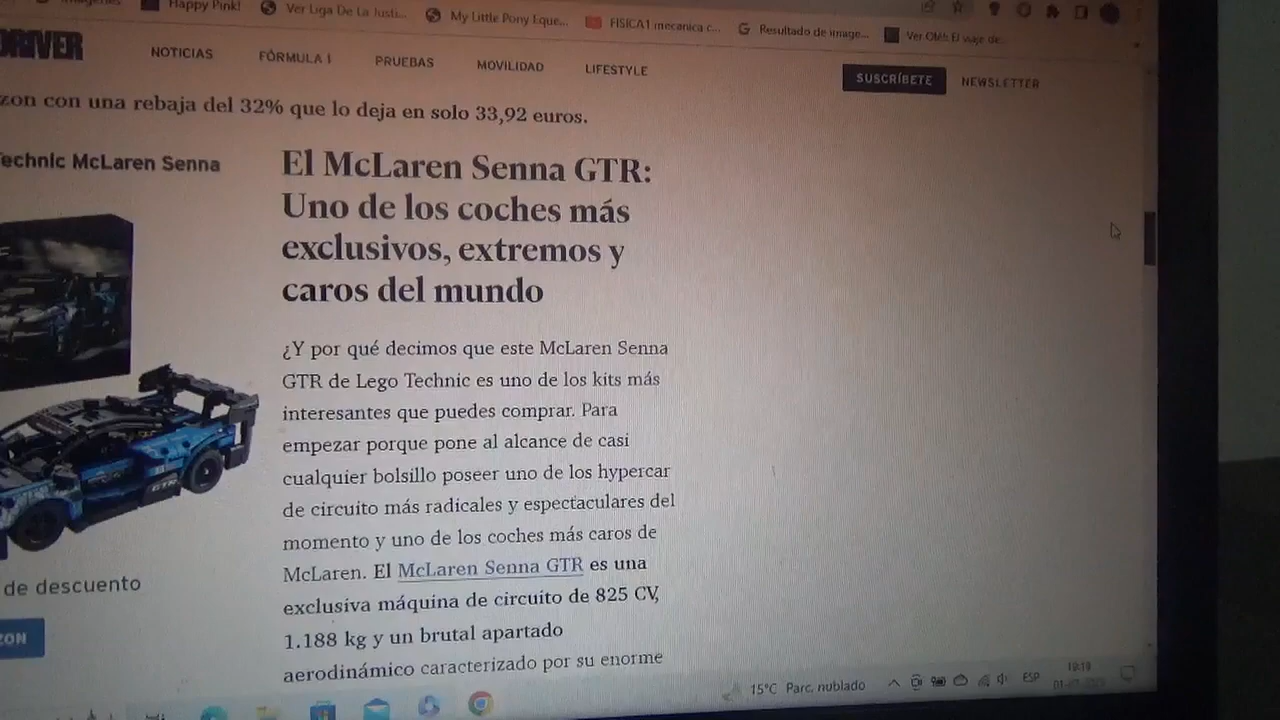 Happy Pink!
Ver Liga De La Justi...
My Little Pony Eque...
FISICA1 mecanica c...
Resultado de image...
Ver Oléh El viaje de...
DRIVER
NOTICIAS
FÓRMULA 1
PRUEBAS
MOVILIDAD
LIFESTYLE
SUSCRÍBETE
NEWSLETTER
zon con una rebaja del 32% que lo deja en solo 33,92 euros.
echnic McLaren Senna
GTR
de descuento
ZON
El McLaren Senna GTR:
Uno de los coches más
exclusivos, extremos y
caros del mundo
¿Y por qué decimos que este McLaren Senna
GTR de Lego Technic es uno de los kits más
interesantes que puedes comprar. Para
empezar porque pone al alcance de casi
cualquier bolsillo poseer uno de los hypercar
de circuito más radicales y espectaculares del
momento y uno de los coches más caros de
McLaren. El McLaren Senna GTR es una
exclusiva máquina de circuito de 825 CV,
1.188 kg y un brutal apartado
aerodinámico caracterizado por su enorme
15°C Parc. nublado
ESP